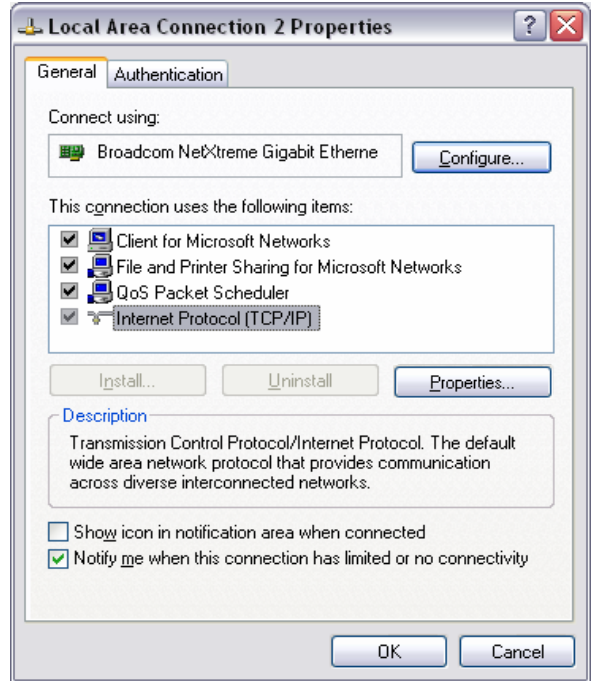 Local Area Connection 2 Properties
General
Authentication
Connect using:
Broadcom NetXtreme Gigabit Etherne
Configure...
This connection uses the following items:
Client for Microsoft Networks
File and Printer Sharing for Microsoft Networks
QoS Packet Scheduler
Internet Protocol (TCP/IP)
Install...
Uninstall
Properties...
Description
Transmission Control Protocol/Internet Protocol. The default
wide area network protocol that provides communication
across diverse interconnected networks.
Show icon in notification area when connected
Notify me when this connection has limited or no connectivity
OK
Cancel